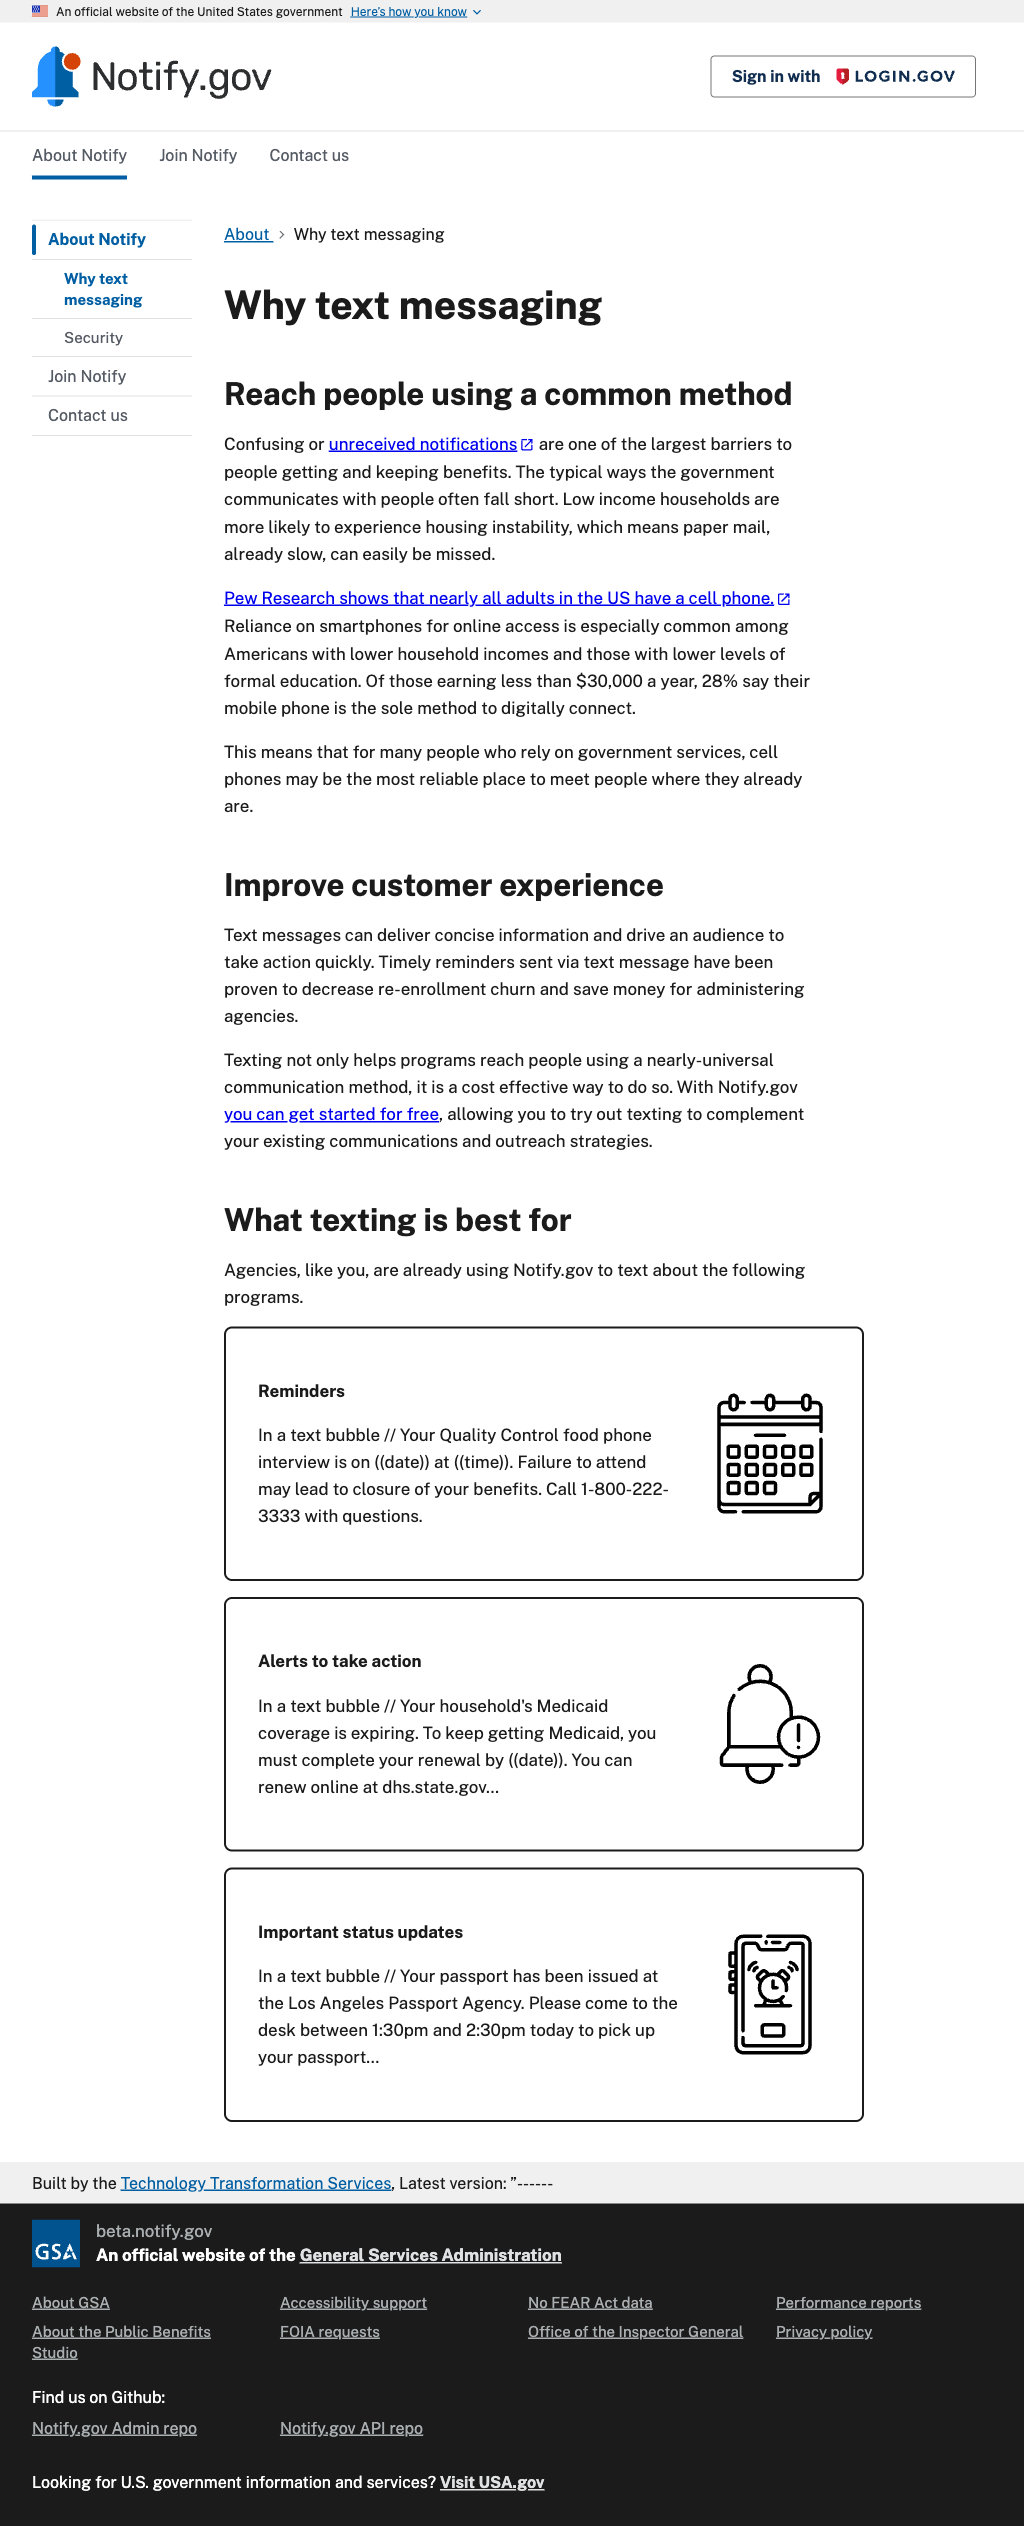 An official website of the United States government Here's how you know
Notify.gov
Sign in with LOGIN.GOV
About Notify Join Notify Contact us
About Notify
Why text
messaging
Security
Join Notify
Contact us
About Why text messaging
Why text messaging
Reach people using a common method
Confusing or unreceived notifications are one of the largest barriers to
people getting and keeping benefits. The typical ways the government
communicates with people often fall short. Low income households are
more likely to experience housing instability, which means paper mail,
already slow, can easily be missed.
Pew Research shows that nearly all adults in the US have a cell phone.
Reliance on smartphones for online access is especially common among
Americans with lower household incomes and those with lower levels of
formal education. Of those earning less than $30,000 a year, 28% say their
mobile phone is the sole method to digitally connect.
This means that for many people who rely on government services, cell
phones may be the most reliable place to meet people where they already
are.
Improve customer experience
Text messages can deliver concise information and drive an audience to
take action quickly. Timely reminders sent via text message have been
proven to decrease re-enrollment churn and save money for administering
agencies.
Texting not only helps programs reach people using a nearly-universal
communication method, it is a cost effective way to do so. With Notify.gov
you can get started for free, allowing you to try out texting to complement
your existing communications and outreach strategies.
What texting is best for
Agencies, like you, are already using Notify.gov to text about the following
programs.
Reminders
In a text bubble // Your Quality Control food phone
interview is on ((date)) at ((time)). Failure to attend
may lead to closure of your benefits. Call 1-800-222-
3333 with questions.
Alerts to take action
In a text bubble // Your household's Medicaid
coverage is expiring. To keep getting Medicaid, you
must complete your renewal by ((date)). You can
renew online at dhs.state.gov...
Important status updates
In a text bubble // Your passport has been issued at
the Los Angeles Passport Agency. Please come to the
desk between 1:30pm and 2:30pm today to pick up
your passport...
Built by the Technology Transformation Services, Latest version: ”------
GSA
beta.notify.gov
An official website of the General Services Administration
About GSA Accessibility support No FEAR Act data Performance reports
About the Public Benefits FOIA requests Office of the Inspector General Privacy policy
Studio
Find us on Github:
Notify.gov Admin repo Notify.gov API repo
Looking for U.S. government information and services? Visit USA.gov